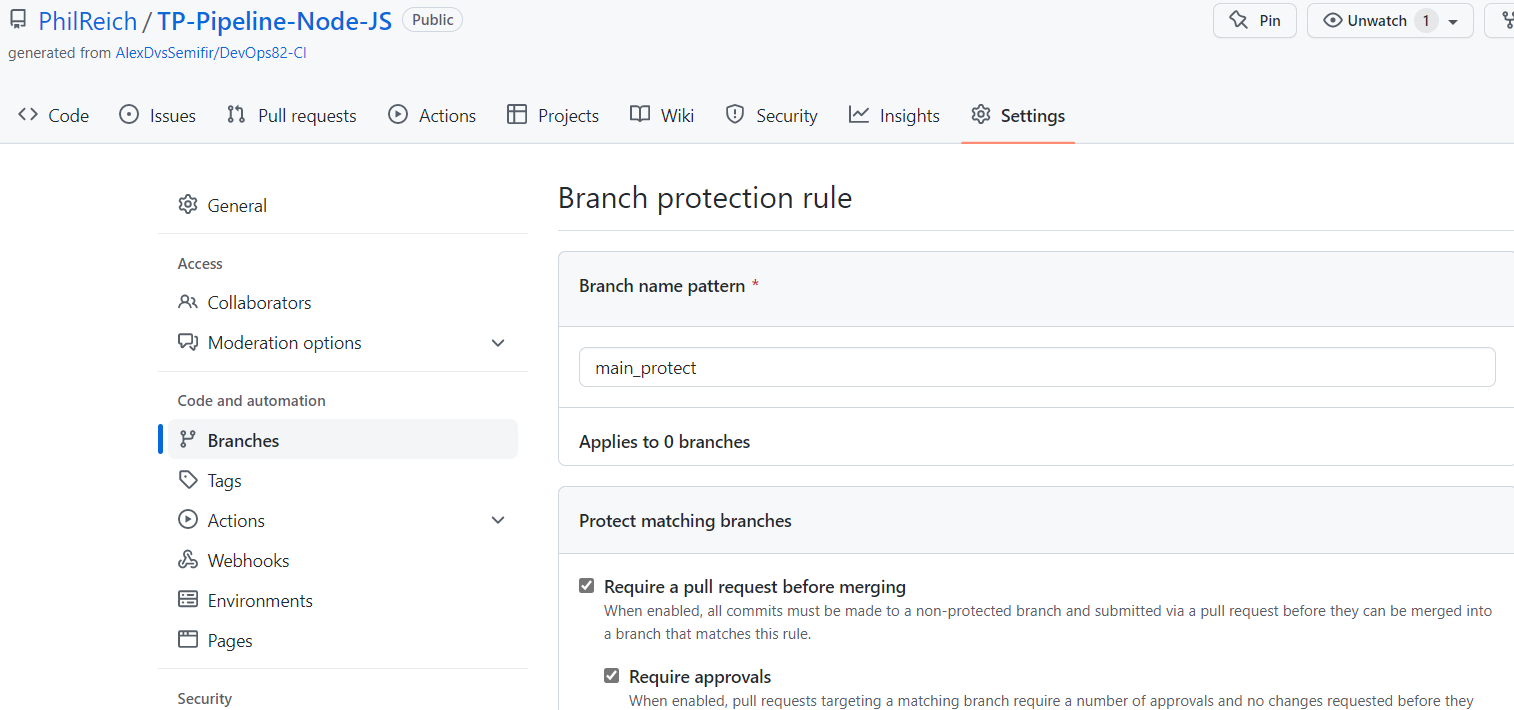 PhilReich / TP-Pipeline-Node-JS Public Pin Unwatch 1
generated from AlexDvsSemifir/DevOps82-CI
Code Issues Pull requests Actions Projects Wiki Security Insights Settings
General
Access
Collaborators
Moderation options
Code and automation
Branches
Tags
Actions
Webhooks
Environments
Pages
Security
Branch protection rule
Branch name pattern *
main_protect
Applies to 0 branches
Protect matching branches
Require a pull request before merging
When enabled, all commits must be made to a non-protected branch and submitted via a pull request before they can be merged into
a branch that matches this rule.
Require approvals
When enabled, pull requests targeting a matching branch require a number of approvals and no changes requested before they